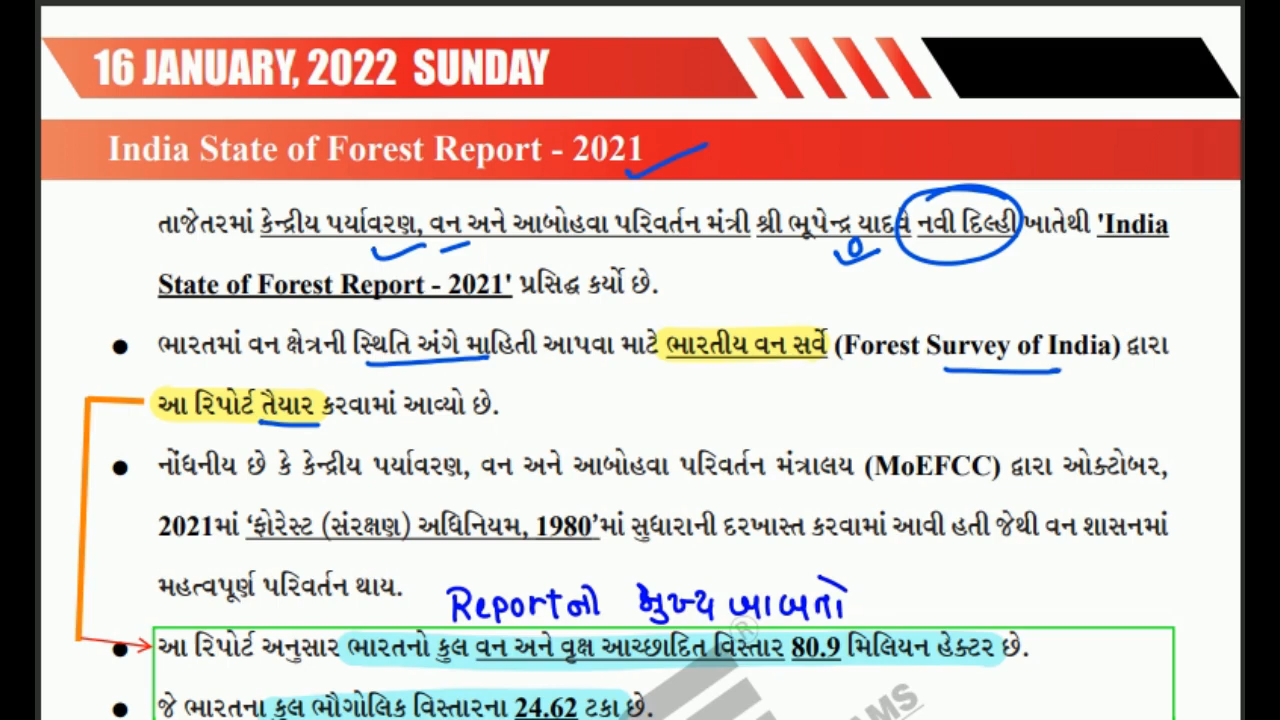 16 JANUARY, 2022 SUNDAY
India State of Forest Report - 2021
તાજેતરમાં કેન્દ્રીય પર્યાવરણ, વન અને આબોહવા પરિવર્તન મંત્રી શ્રી ભૂપેન્દ્ર યાદવે નવી દિલ્હી ખાતેથી 'India
State of Forest Report - 2021' પ્રસિદ્ધ કર્યો છે.
● ભારતમાં વન ક્ષેત્રની સ્થિતિ અંગે માહિતી આપવા માટે ભારતીય વન સર્વે (Forest Survey of India) દ્વારા
આ રિપોર્ટ તૈયાર કરવામાં આવ્યો છે.
● નોંધનીય છે કે કેન્દ્રીય પર્યાવરણ, વન અને આબોહવા પરિવર્તન મંત્રાલય (MoEFCC) દ્વારા ઓક્ટોબર,
2021માં ‘ફોરેસ્ટ (સંરક્ષણ) અધિનિયમ, 1980’માં સુધારાની દરખાસ્ત કરવામાં આવી હતી જેથી વન શાસનમાં
મહત્વપૂર્ણ પરિવર્તન થાય.
Reportની મુખ્ય બાબતો
● આ રિપોર્ટ અનુસાર ભારતનો કુલ વન અને વૃક્ષ આચ્છાદિત વિસ્તાર 80.9 મિલિયન હેક્ટર છે.
● જે ભારતના કુલ ભૌગોલિક વિસ્તારના 24.62 ટકા છે.